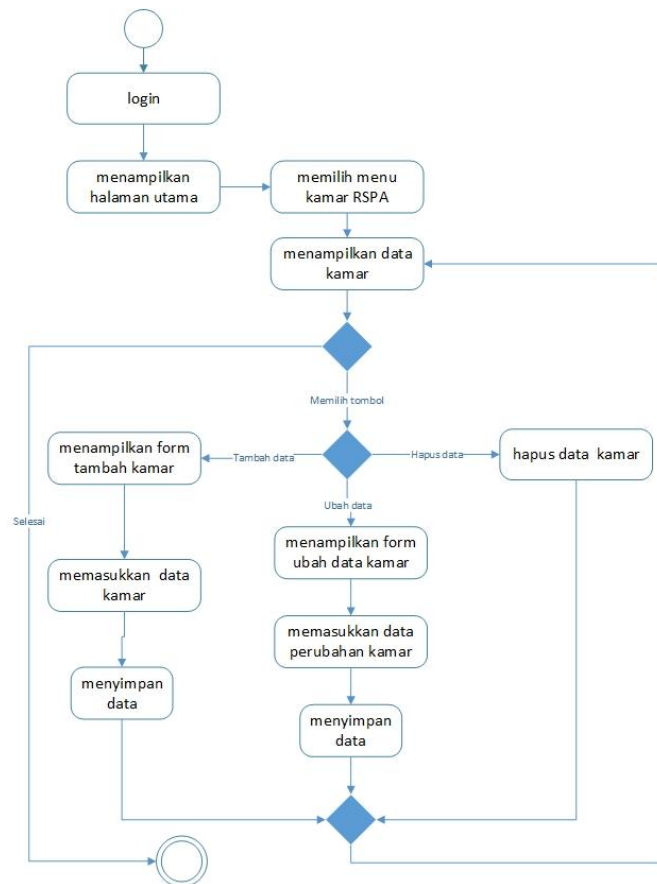 login
menampilkan
halaman utama
memilih menu
kamar RSPA
menampilkan data
kamar
Memilih tombol
menampilkan form
tambah kamar
Tambah data
Hapus data
hapus data kamar
Ubah data
Selesai
menampilkan form
ubah data kamar
memasukkan data
kamar
memasukkan data
perubahan kamar
menyimpan
data
menyimpan
data